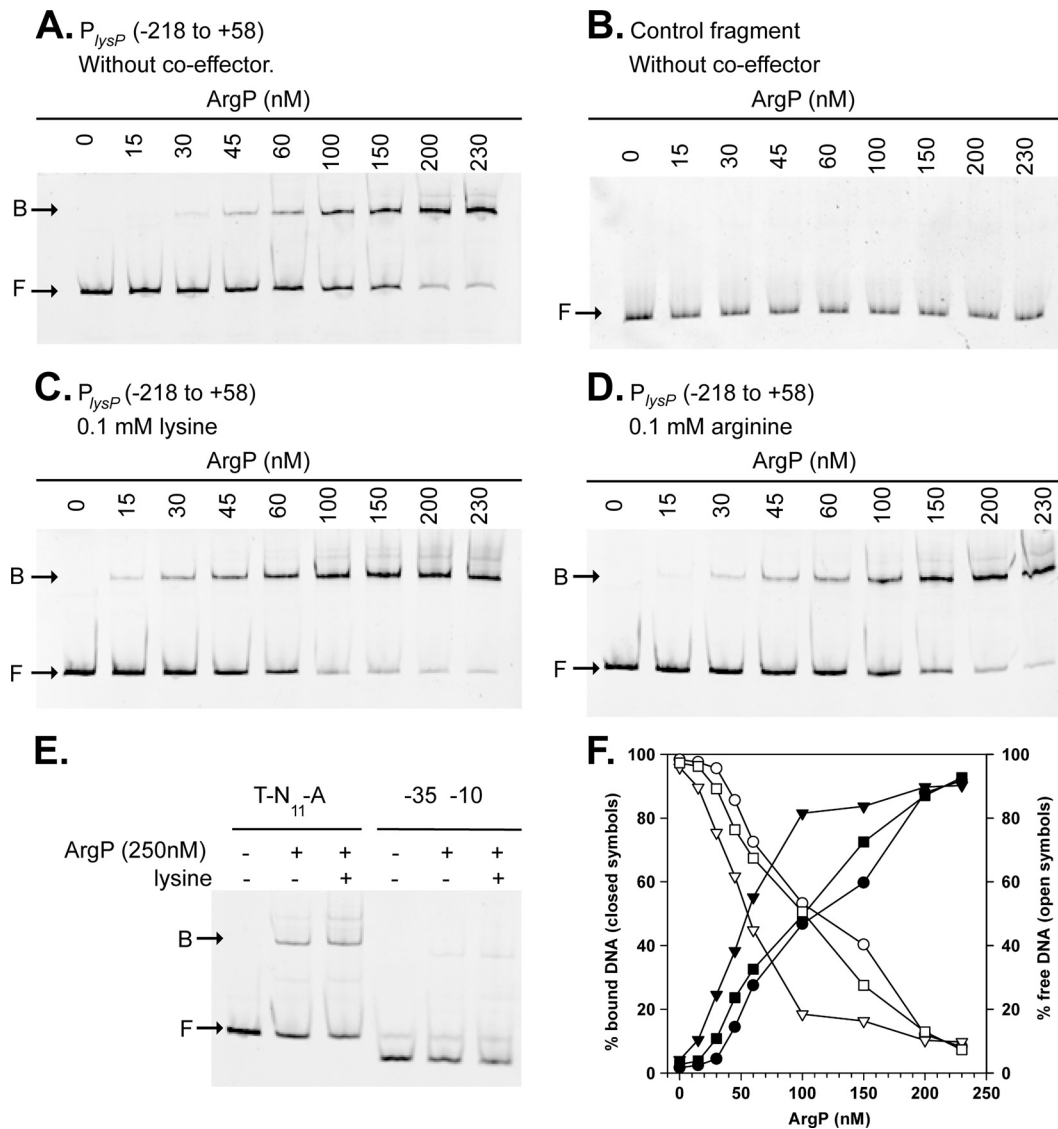 A. PlysP (-218 to +58)
Without co-effector.
ArgP (nM)
0 15 30 45 60 100 150 200 230
B
F
B. Control fragment
Without co-effector
ArgP (nM)
0 15 30 45 60 100 150 200 230
F
C. PlysP (-218 to +58)
0.1 mM lysine
ArgP (nM)
0 15 30 45 60 100 150 200 230
B
F
D. PlysP (-218 to +58)
0.1 mM arginine
ArgP (nM)
0 15 30 45 60 100 150 200 230
B
F
E.
T-N11-A -35 -10
ArgP (250nM) - + + - + +
lysine - - + - - +
B
F
F.
% bound DNA (closed symbols)
100
80
60
40
20
0
% free DNA (open symbols)
100
80
60
40
20
0
0 50 100 150 200 250
ArgP (nM)